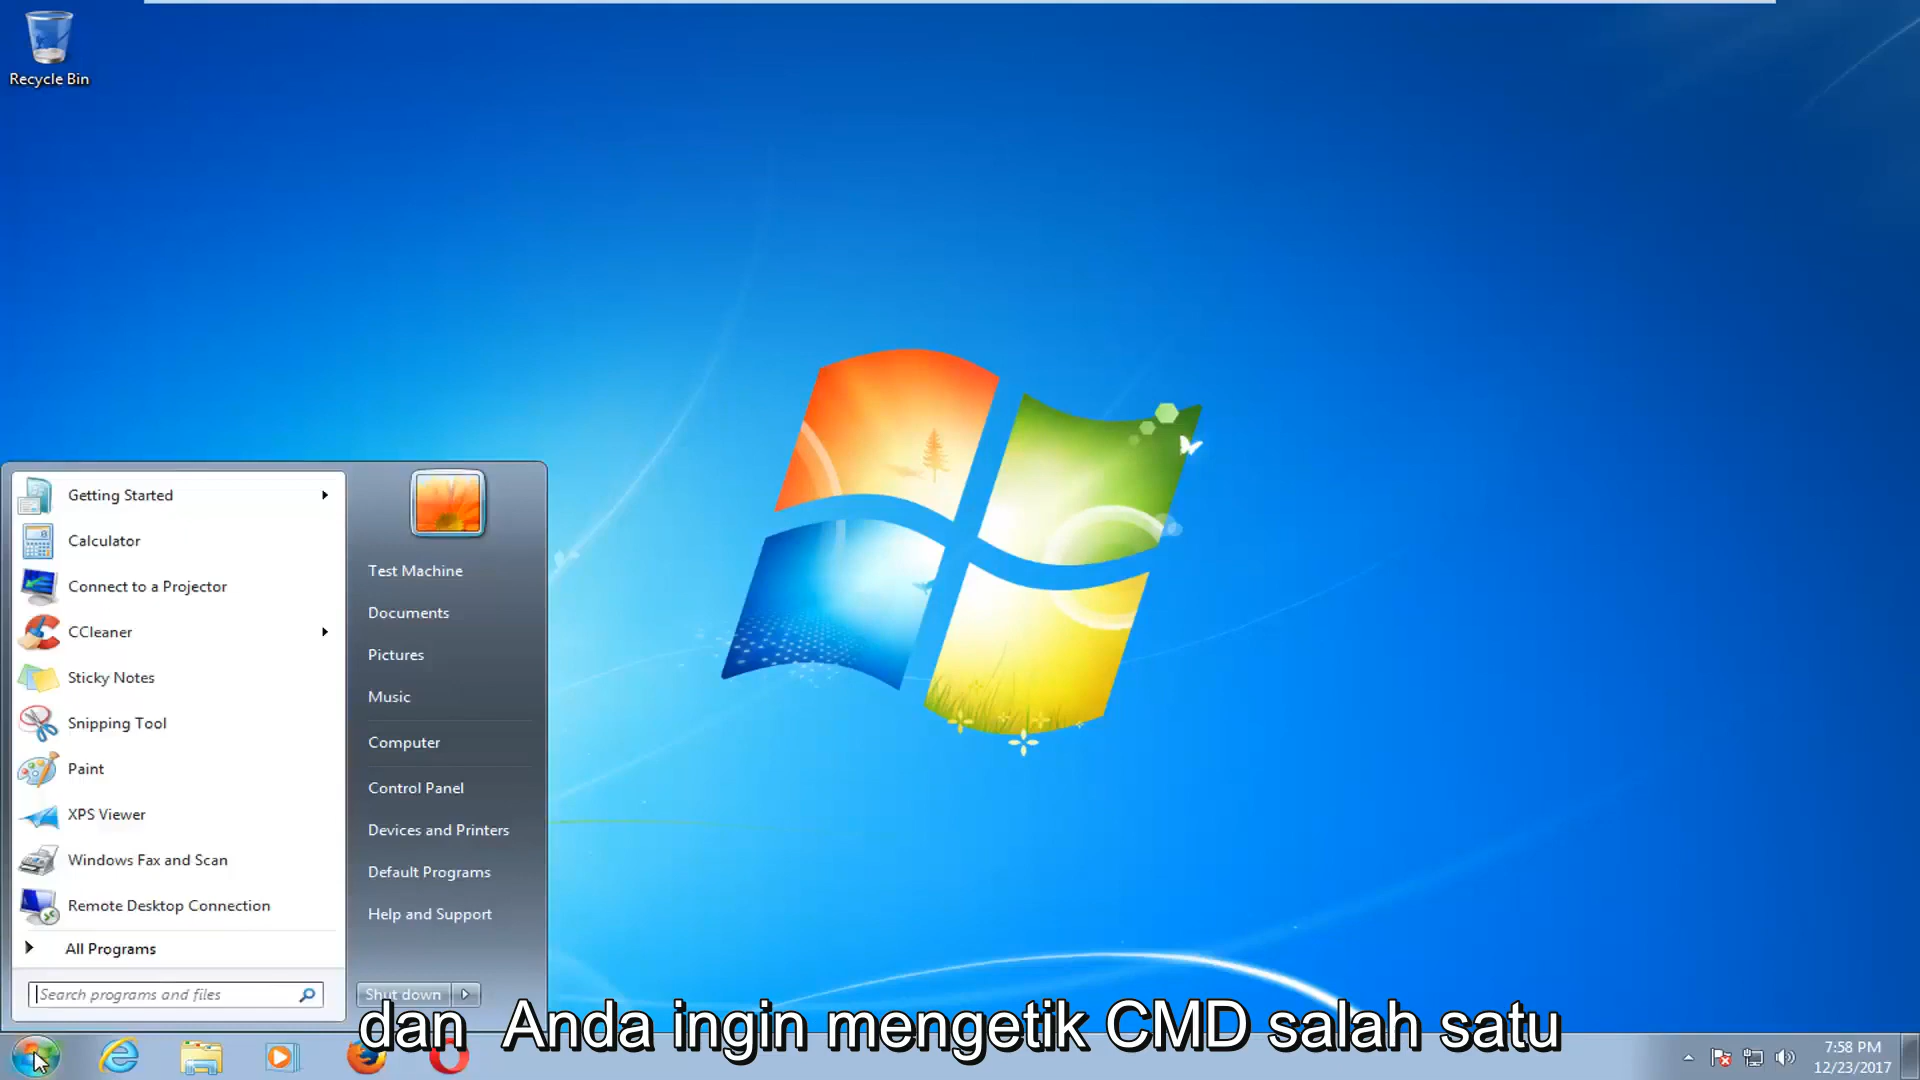 Recycle Bin
Getting Started
Calculator
Connect to a Projector
CCleaner
Sticky Notes
Snipping Tool
Paint
XPS Viewer
Windows Fax and Scan
Remote Desktop Connection
All Programs
Search programs and files
Test Machine
Documents
Pictures
Music
Computer
Control Panel
Devices and Printers
Default Programs
Help and Support
Shut down
dan Anda ingin mengetik CMD salah satu
7:58 PM
12/23/2017